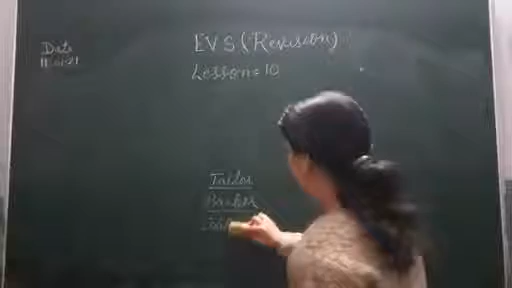 Date
EVS (Revision)
Lesson = 10
Tailor
Barber